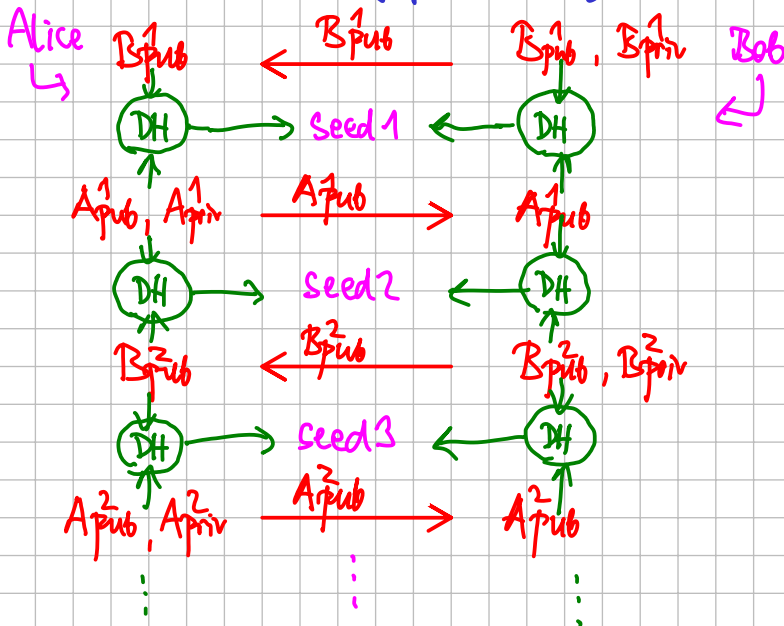 Alice B¹pub B¹pub B¹pub, B¹priv Bob
DH seed1 DH
A¹pub, A¹priv A¹pub A¹pub
DH seed2 DH
B²pub B²pub B²pub, B²priv
DH seed3 DH
A²pub, A²priv A²pub A²pub